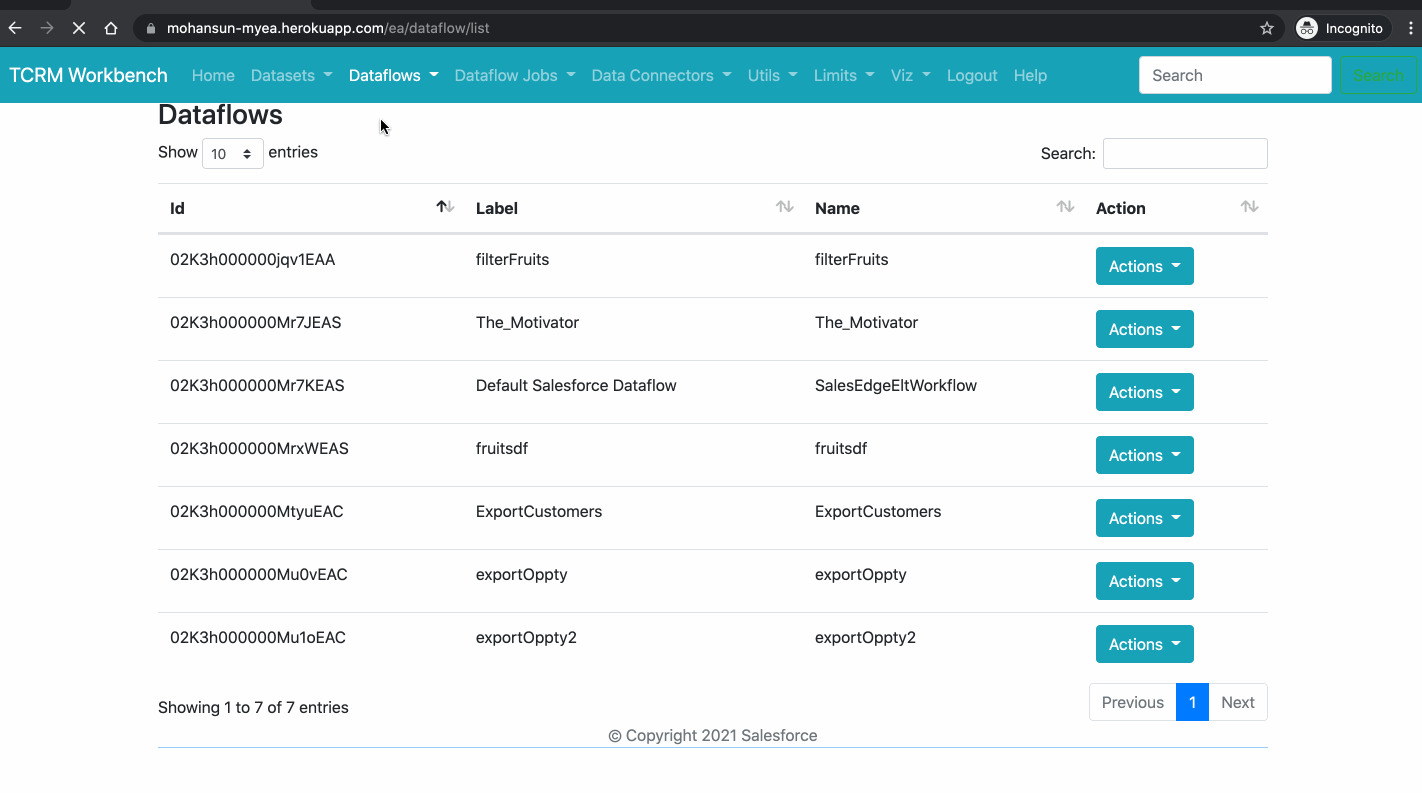 mohansun-myea.herokuapp.com/ea/dataflow/list Incognito
TCRM Workbench Home Datasets Dataflows Dataflow Jobs Data Connectors Utils Limits Viz Logout Help Search Search
Dataflows
Show 10 entries Search:
Id Label Name Action
02K3h000000jqv1EAA filterFruits filterFruits Actions
02K3h000000Mr7JEAS The_Motivator The_Motivator Actions
02K3h000000Mr7KEAS Default Salesforce Dataflow SalesEdgeEltWorkflow Actions
02K3h000000MrxWEAS fruitsdf fruitsdf Actions
02K3h000000MtyuEAC ExportCustomers ExportCustomers Actions
02K3h000000Mu0vEAC exportOppty exportOppty Actions
02K3h000000Mu1oEAC exportOppty2 exportOppty2 Actions
Showing 1 to 7 of 7 entries Previous 1 Next
© Copyright 2021 Salesforce